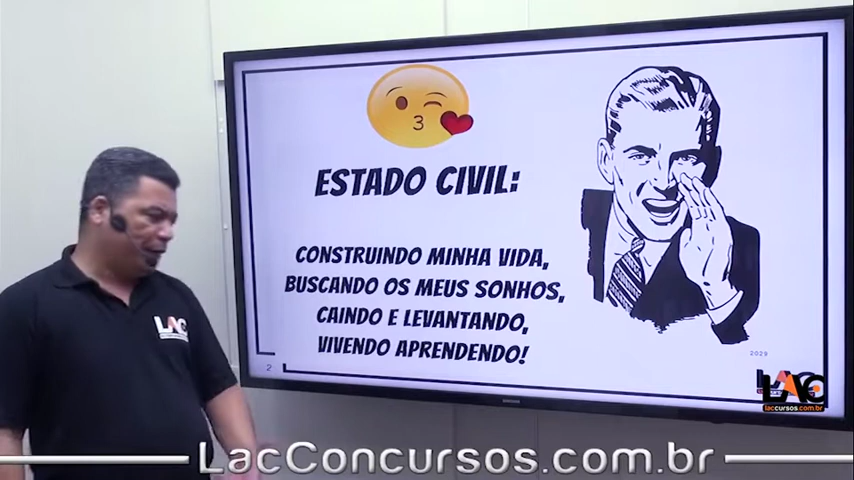 ESTADO CIVIL:
CONSTRUINDO MINHA VIDA,
BUSCANDO OS MEUS SONHOS,
CAINDO E LEVANTANDO,
VIVENDO APRENDENDO;
2
2029
LAC
LAC
laccursos.com.br
LacConcursos.com.br